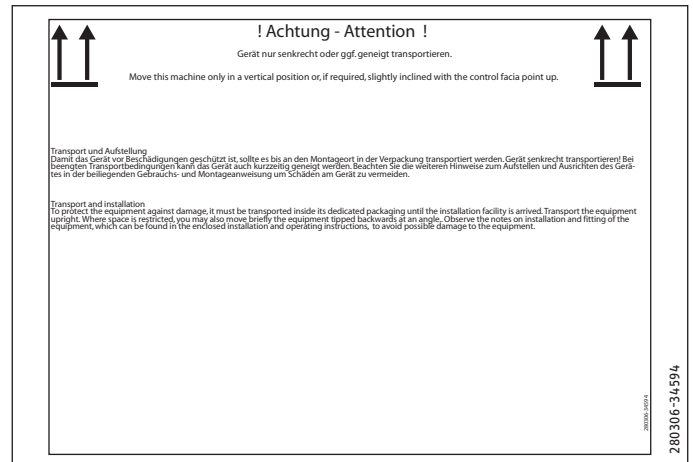 ! Achtung - Attention !
Gerät nur senkrecht oder ggf. geneigt transportieren.
Move this machine only in a vertical position or, if required, slightly inclined with the control facia point up.
Transport und Aufstellung
Damit das Gerät vor Beschädigungen geschützt ist, sollte es bis an den Montageort in der Verpackung transportiert werden. Gerät senkrecht transportieren! Bei
beengten Transportbedingungen kann das Gerät auch kurzzeitig geneigt werden. Beachten Sie die weiteren Hinweise zum Aufstellen und Ausrichten des Gerä-
tes in der beiliegenden Gebrauchs- und Montageanweisung um Schäden am Gerät zu vermeiden.
Transport and installation
To protect the equipment against damage, it must be transported inside its dedicated packaging until the installation facility is arrived. Transport the equipment
upright. Where space is restricted, you may also move briefly the equipment tipped backwards at an angle. Observe the notes on installation and fitting of the
equipment, which can be found in the enclosed installation and operating instructions, to avoid possible damage to the equipment.
280306-34594
280306-34594